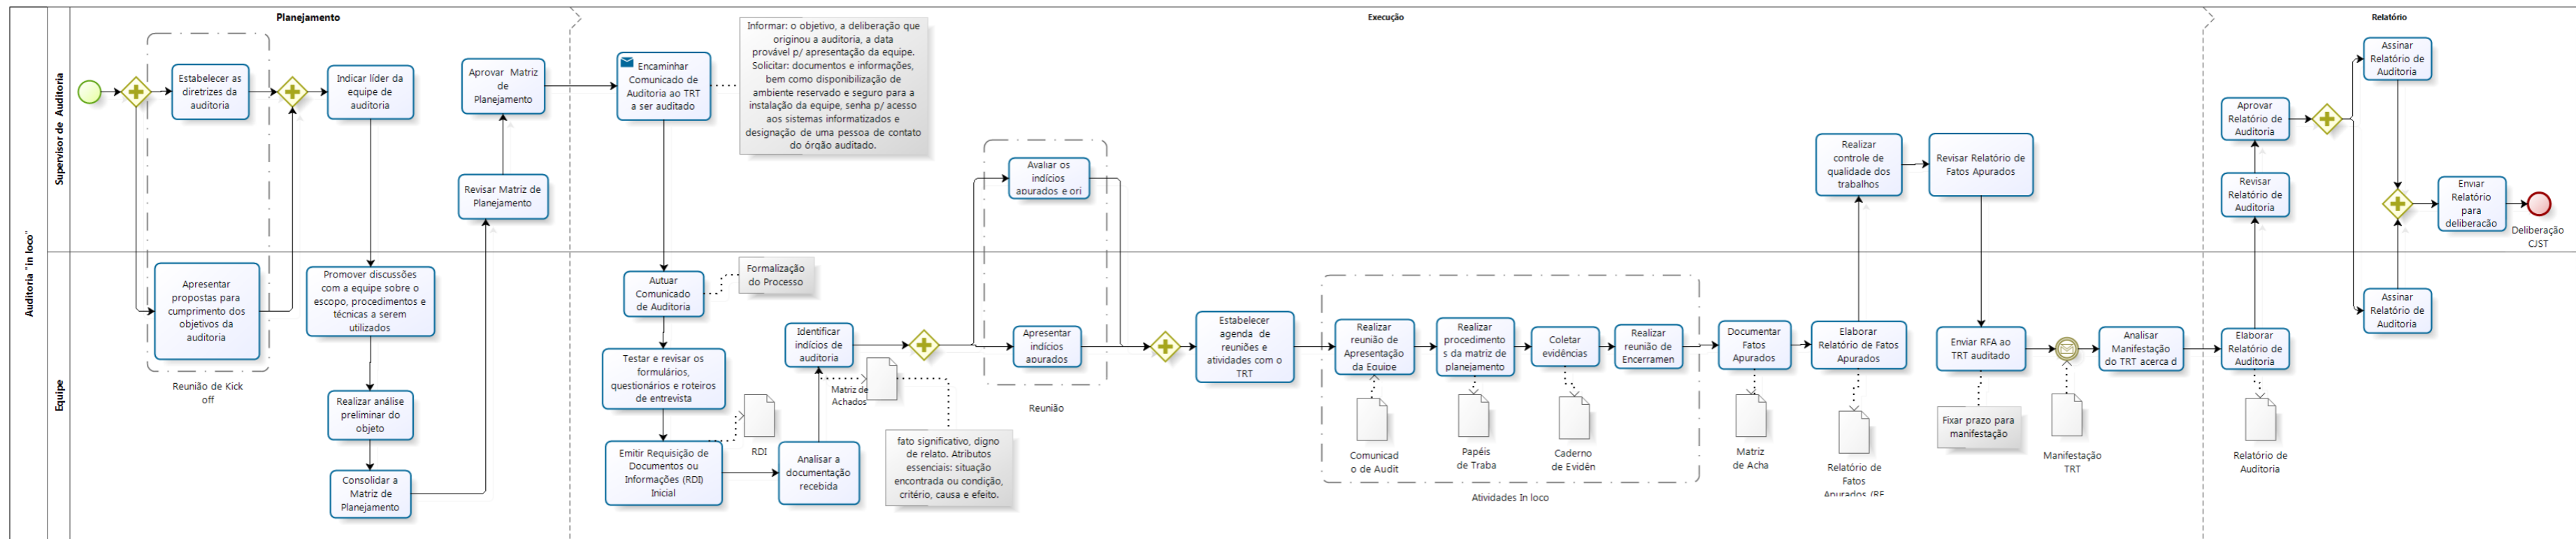 Planejamento
Execução
Relatório
Auditoria "in loco"
Supervisor de Auditoria
Equipe
Estabelecer as
diretrizes da
auditoria
Indicar líder da
equipe de
auditoria
Apresentar
propostas para
cumprimento dos
objetivos da
auditoria
Reunião de Kick
off
Promover discussões
com a equipe sobre o
escopo, procedimentos e
técnicas a serem
utilizados
Realizar análise
preliminar do
objeto
Consolidar a
Matriz de
Planejamento
Revisar Matriz de
Planejamento
Aprovar Matriz
de
Planejamento
Encaminhar
Comunicado de
Auditoria ao TRT
a ser auditado
Informar: o objetivo, a deliberação que
originou a auditoria, a data
provável p/ apresentação da equipe.
Solicitar: documentos e informações,
bem como disponibilização de
ambiente reservado e seguro para a
instalação da equipe, senha p/ acesso
aos sistemas informatizados e
designação de uma pessoa de contato
do órgão auditado.
Autuar
Comunicado
de Auditoria
Formalização
do Processo
Testar e revisar os
formulários,
questionários e roteiros
de entrevista
Emitir Requisição de
Documentos ou
Informações (RDI)
Inicial
RDI
Analisar a
documentação
recebida
Identificar
indícios de
auditoria
Matriz de
Achados
fato significativo, digno
de relato. Atributos
essenciais: situação
encontrada ou condição,
critério, causa e efeito.
Avaliar os
indícios
apurados e ori
Apresentar
indícios
apurados
Reunião
Estabelecer
agenda de
reuniões e
atividades com o
TRT
Realizar
reunião de
Apresentação
da Equipe
Comunicad
o de Audit
Realizar
procedimento
s da matriz de
planejamento
Papéis
de Traba
Coletar
evidências
Caderno
de Evidên
Realizar
reunião de
Encerramen
Atividades In loco
Documentar
Fatos
Apurados
Matriz
de Acha
Elaborar
Relatório de Fatos
Apurados
Relatório de
Fatos
Apurados (RF
Realizar
controle de
qualidade dos
trabalhos
Revisar Relatório de
Fatos Apurados
Enviar RFA ao
TRT auditado
Fixar prazo para
manifestação
Manifestação
TRT
Analisar
Manifestação
do TRT acerca d
Elaborar
Relatório de
Auditoria
Relatório de
Auditoria
Revisar
Relatório de
Auditoria
Aprovar
Relatório de
Auditoria
Assinar
Relatório de
Auditoria
Assinar
Relatório de
Auditoria
Enviar
Relatório
para
deliberação
Deliberação
CJST